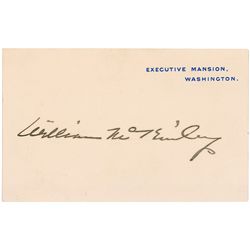 EXECUTIVE MANSION,
WASHINGTON.
William McKinley